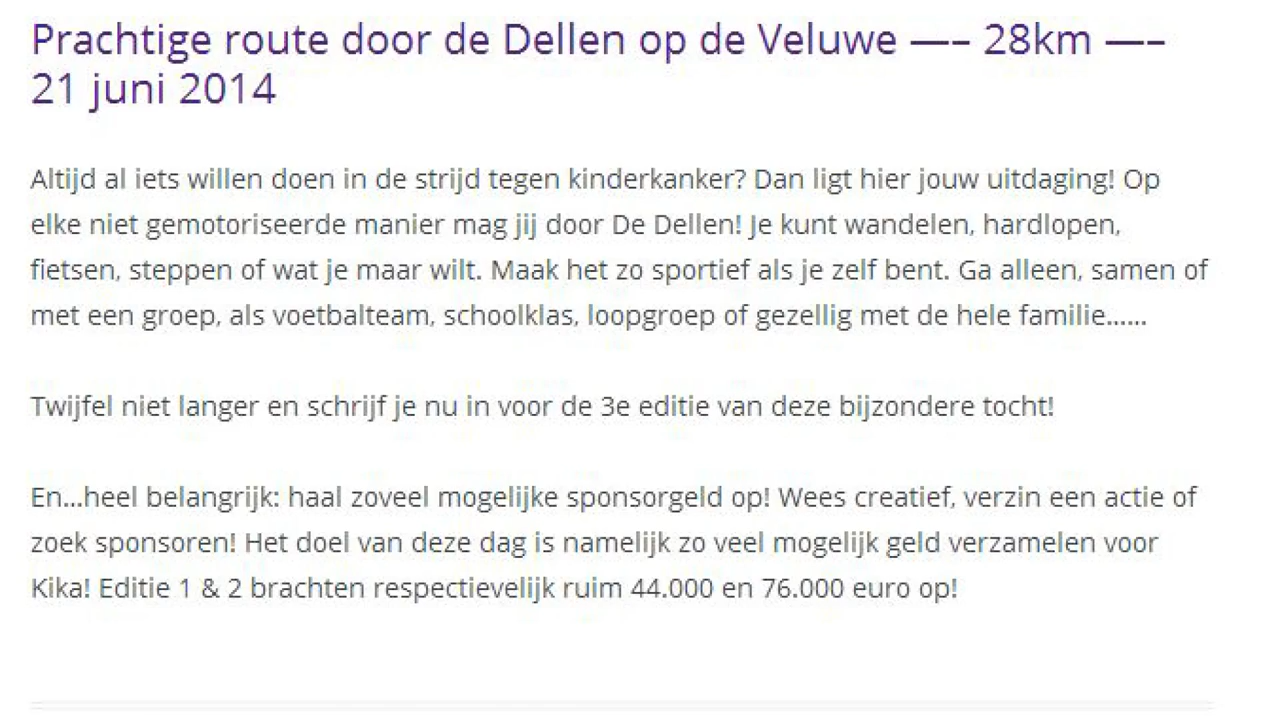 Prachtige route door de Dellen op de Veluwe —– 28km —–
21 juni 2014
Altijd al iets willen doen in de strijd tegen kinderkanker? Dan ligt hier jouw uitdaging! Op
elke niet gemotoriseerde manier mag jij door De Dellen! Je kunt wandelen, hardlopen,
fietsen, steppen of wat je maar wilt. Maak het zo sportief als je zelf bent. Ga alleen, samen of
met een groep, als voetbalteam, schoolklas, loopgroep of gezellig met de hele familie……
Twijfel niet langer en schrijf je nu in voor de 3e editie van deze bijzondere tocht!
En…heel belangrijk: haal zoveel mogelijke sponsorgeld op! Wees creatief, verzin een actie of
zoek sponsoren! Het doel van deze dag is namelijk zo veel mogelijk geld verzamelen voor
Kika! Editie 1 & 2 brachten respectievelijk ruim 44.000 en 76.000 euro op!